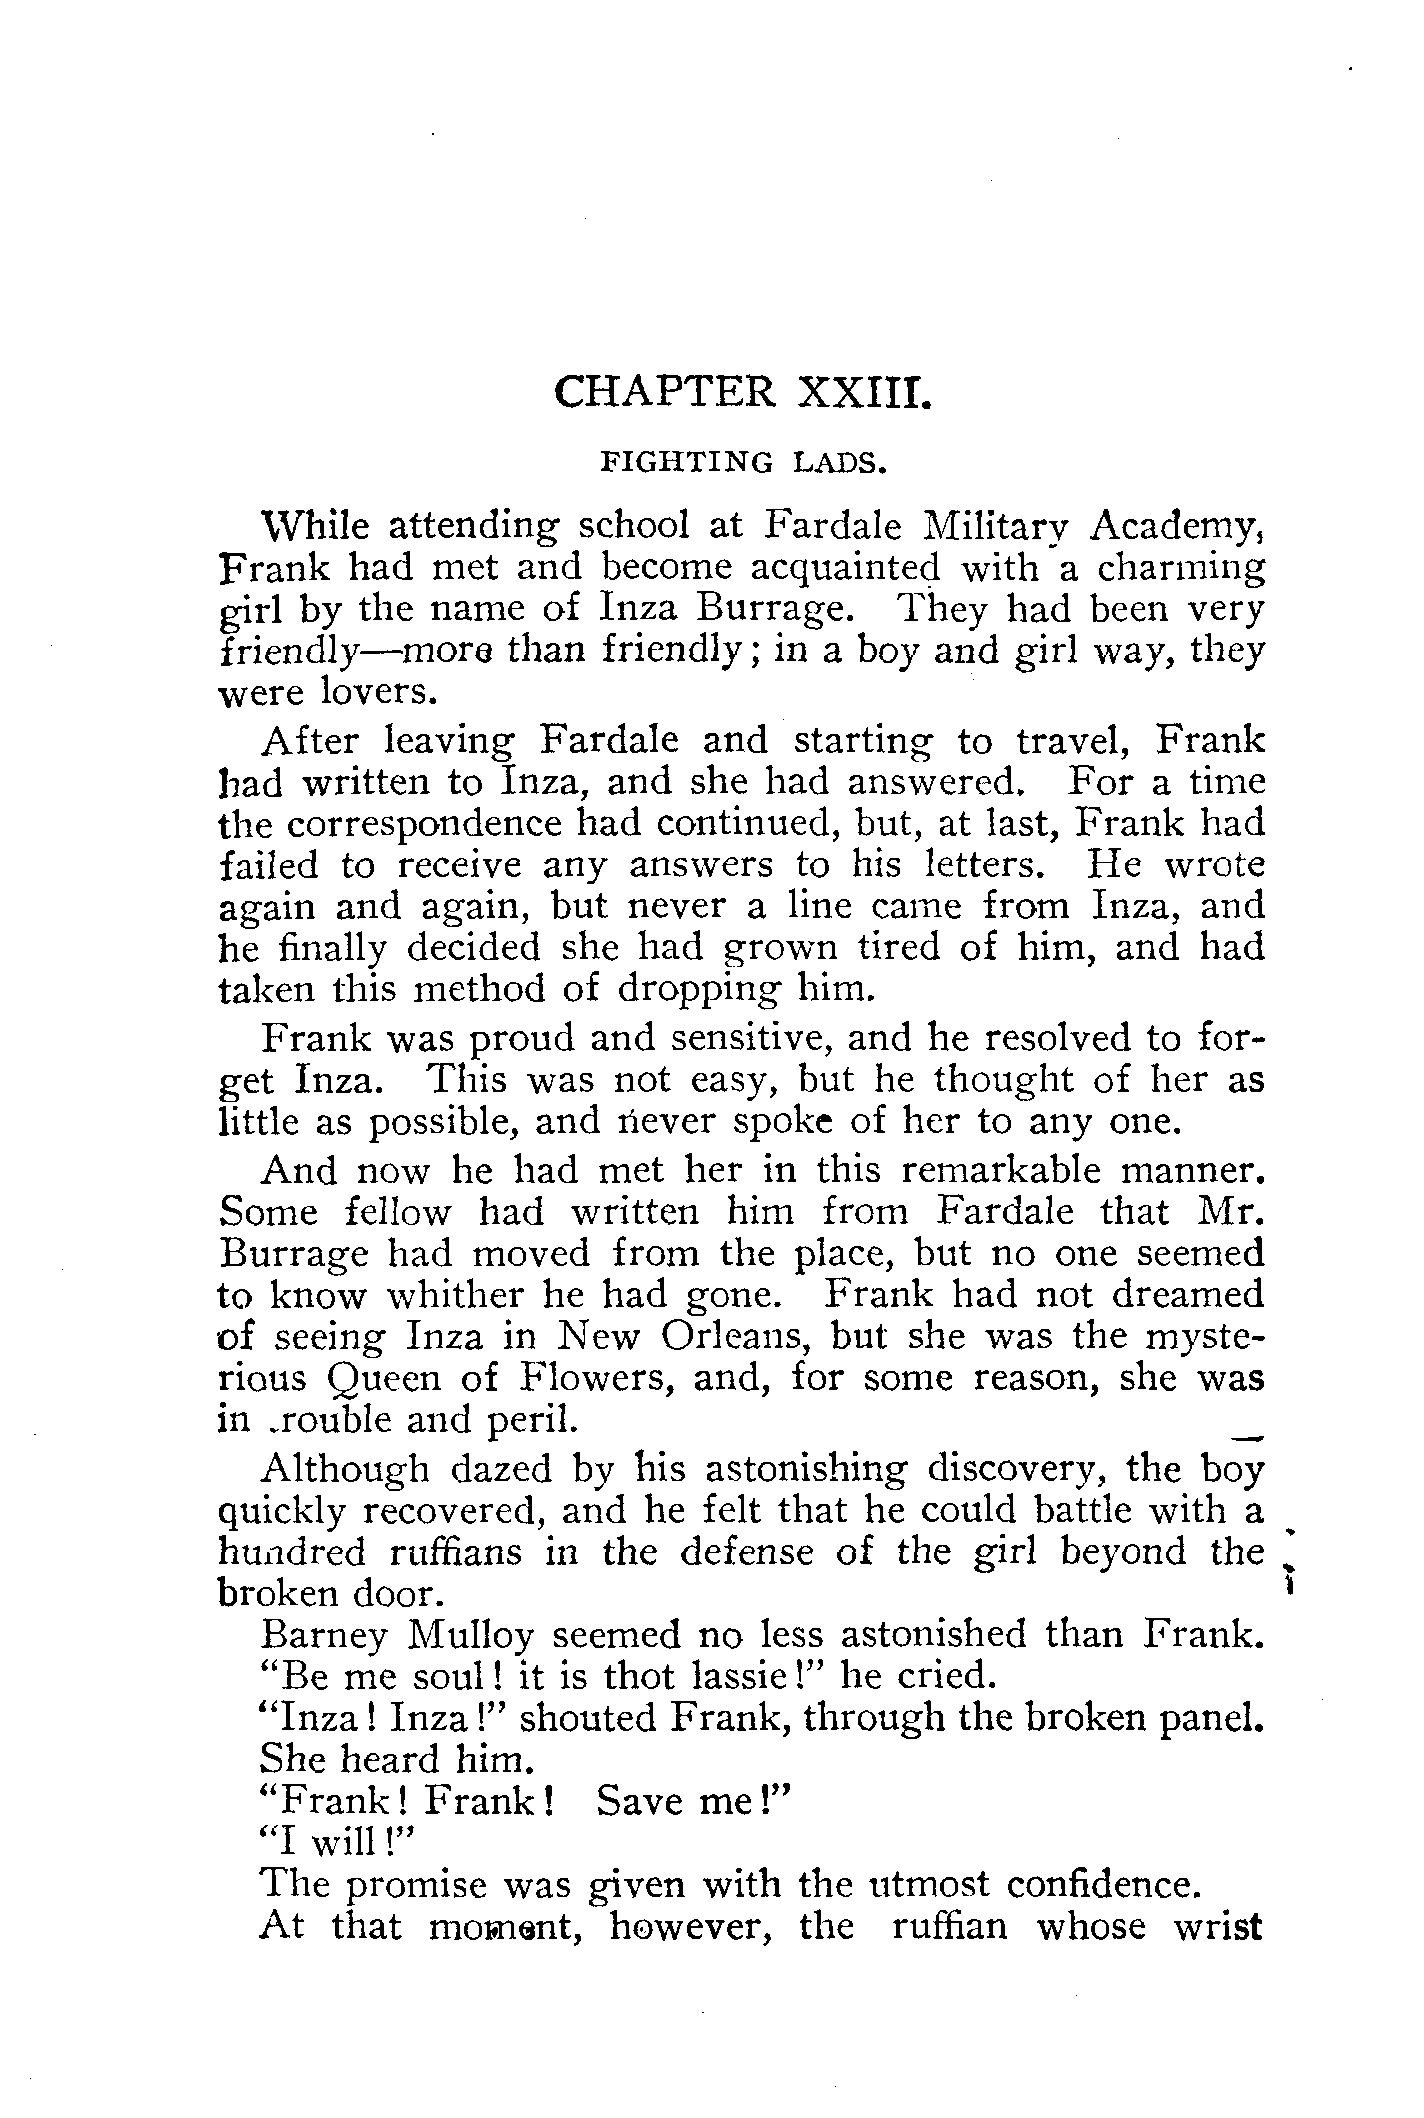 CHAPTER XXIII.
FIGHTING LADS.
While attending school at Fardale Military Academy,
Frank had met and become acquainted with a charming
girl by the name of Inza Burrage. They had been very
friendly—more than friendly; in a boy and girl way, they
were lovers.
After leaving Fardale and starting to travel, Frank
had written to Inza, and she had answered. For a time
the correspondence had continued, but, at last, Frank had
failed to receive any answers to his letters. He wrote
again and again, but never a line came from Inza, and
he finally decided she had grown tired of him, and had
taken this method of dropping him.
Frank was proud and sensitive, and he resolved to for-
get Inza. This was not easy, but he thought of her as
little as possible, and never spoke of her to any one.
And now he had met her in this remarkable manner.
Some fellow had written him from Fardale that Mr.
Burrage had moved from the place, but no one seemed
to know whither he had gone. Frank had not dreamed
of seeing Inza in New Orleans, but she was the myste-
rious Queen of Flowers, and, for some reason, she was
in .rouble and peril.
Although dazed by his astonishing discovery, the boy
quickly recovered, and he felt that he could battle with a
hundred ruffians in the defense of the girl beyond the
broken door.
Barney Mulloy seemed no less astonished than Frank.
"Be me soul! it is thot lassie!" he cried.
"Inza! Inza!" shouted Frank, through the broken panel.
She heard him.
"Frank! Frank! Save me!"
"I will!"
The promise was given with the utmost confidence.
At that moment, however, the ruffian whose wrist